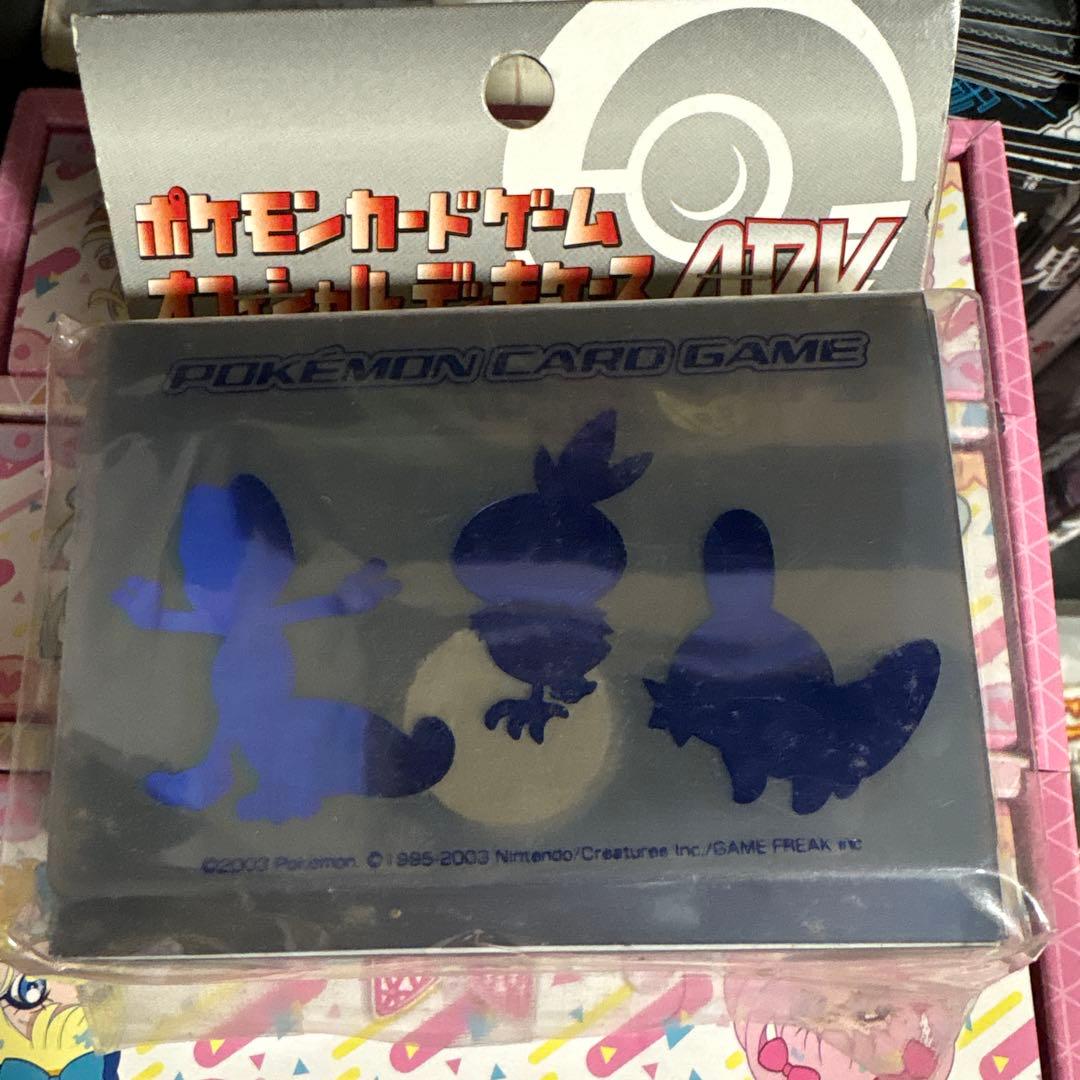 ポケモンカードゲーム
オフィシャルデッキケース ADV
POKÉMON CARD GAME
©2003 Pokémon. ©1995-2003 Nintendo/Creatures Inc./GAME FREAK inc